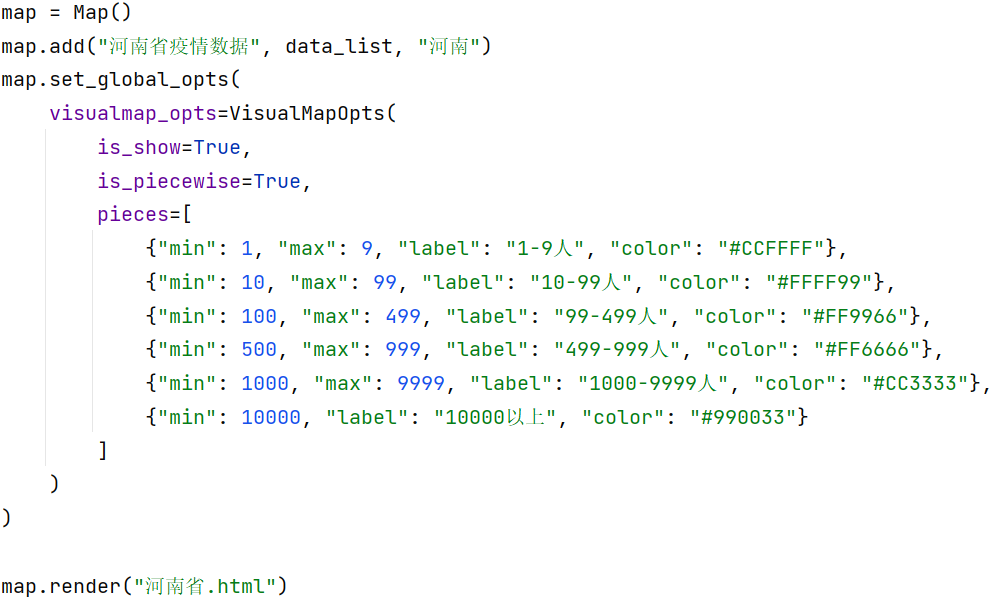 map = Map()
map.add("河南省疫情数据", data_list, "河南")
map.set_global_opts(
    visualmap_opts=VisualMapOpts(
        is_show=True,
        is_piecewise=True,
        pieces=[
            {"min": 1, "max": 9, "label": "1-9人", "color": "#CCFFFF"},
            {"min": 10, "max": 99, "label": "10-99人", "color": "#FFFF99"},
            {"min": 100, "max": 499, "label": "99-499人", "color": "#FF9966"},
            {"min": 500, "max": 999, "label": "499-999人", "color": "#FF6666"},
            {"min": 1000, "max": 9999, "label": "1000-9999人", "color": "#CC3333"},
            {"min": 10000, "label": "10000以上", "color": "#990033"}
        ]
    )
)
map.render("河南省.html")